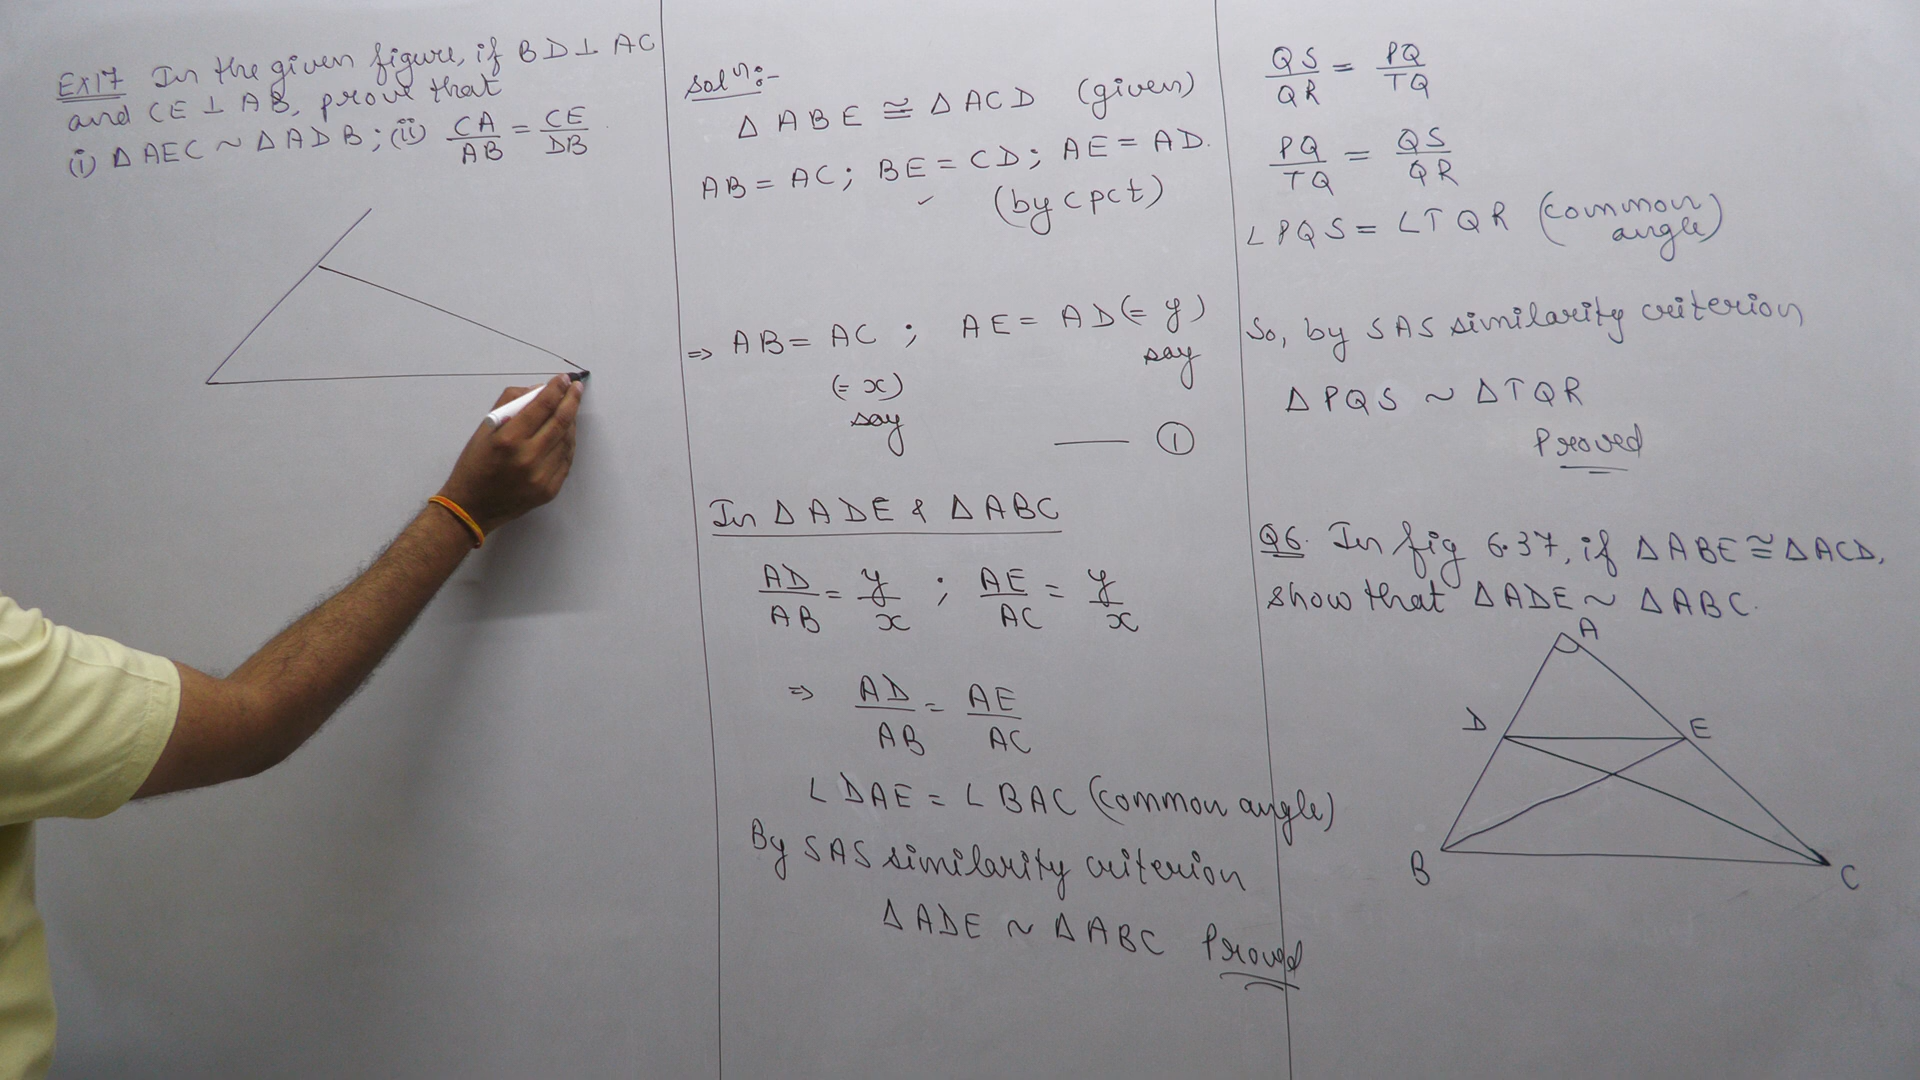 Ex17 In the given figure, if BD ⊥ AC
and CE ⊥ AB, prove that
(i) Δ AEC ~ Δ ADB; (ii) CA/AB = CE/DB
Solⁿ:-
Δ ABE ≅ Δ ACD (given)
AB = AC; BE = CD; AE = AD.
(by cpct)
⇒ AB = AC ; AE = AD (= y)
say
(= x)
say
①
In Δ ADE & Δ ABC
AD/AB = y/x ; AE/AC = y/x
⇒ AD/AB = AE/AC
∠DAE = ∠BAC (common angle)
By SAS similarity criterion
Δ ADE ~ Δ ABC Proved
QS/QR = PQ/TQ
PQ/TQ = QS/QR
∠PQS = ∠TQR (common
angle)
So, by SAS similarity criterion
Δ PQS ~ Δ TQR
Proved
Q6. In fig 6.37, if Δ ABE ≅ Δ ACD,
show that Δ ADE ~ Δ ABC.
A
D
E
B
C